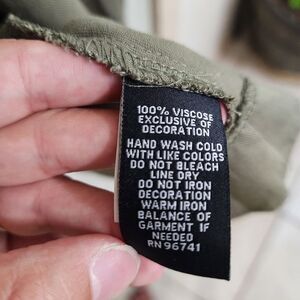 100% VISCOSE
EXCLUSIVE OF
DECORATION
HAND WASH COLD
WITH LIKE COLORS
DO NOT BLEACH
LINE DRY
DO NOT IRON
DECORATION
WARM IRON
BALANCE OF
GARMENT IF
NEEDED
RN 96741